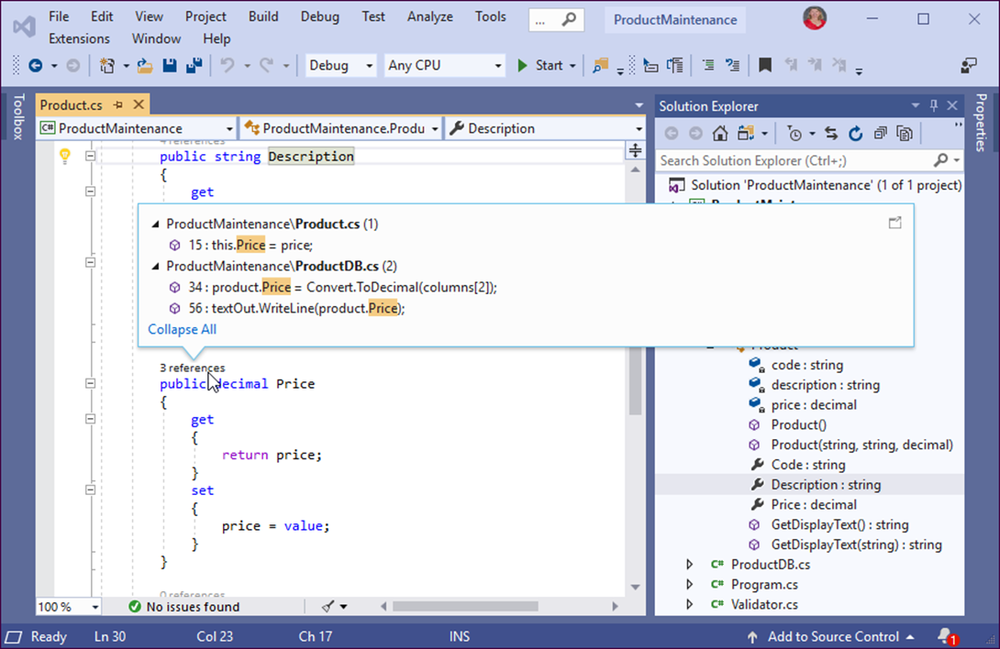 File Edit View Project Build Debug Test Analyze Tools ... ProductMaintenance
Extensions Window Help
Debug Any CPU Start
Toolbox
Product.cs
ProductMaintenance ProductMaintenance.Produ Description
4 references
public string Description
{
get
ProductMaintenance\Product.cs (1)
15 : this.Price = price;
ProductMaintenance\ProductDB.cs (2)
34 : product.Price = Convert.ToDecimal(columns[2]);
56 : textOut.WriteLine(product.Price);
Collapse All
3 references
public decimal Price
{
get
{
return price;
}
set
{
price = value;
}
}
0 references
100 % No issues found
Solution Explorer
Search Solution Explorer (Ctrl+;)
Solution 'ProductMaintenance' (1 of 1 project)
Product
code : string
description : string
price : decimal
Product()
Product(string, string, decimal)
Code : string
Description : string
Price : decimal
GetDisplayText() : string
GetDisplayText(string) : string
C# ProductDB.cs
C# Program.cs
C# Validator.cs
Properties
Ready Ln 30 Col 23 Ch 17 INS Add to Source Control 1